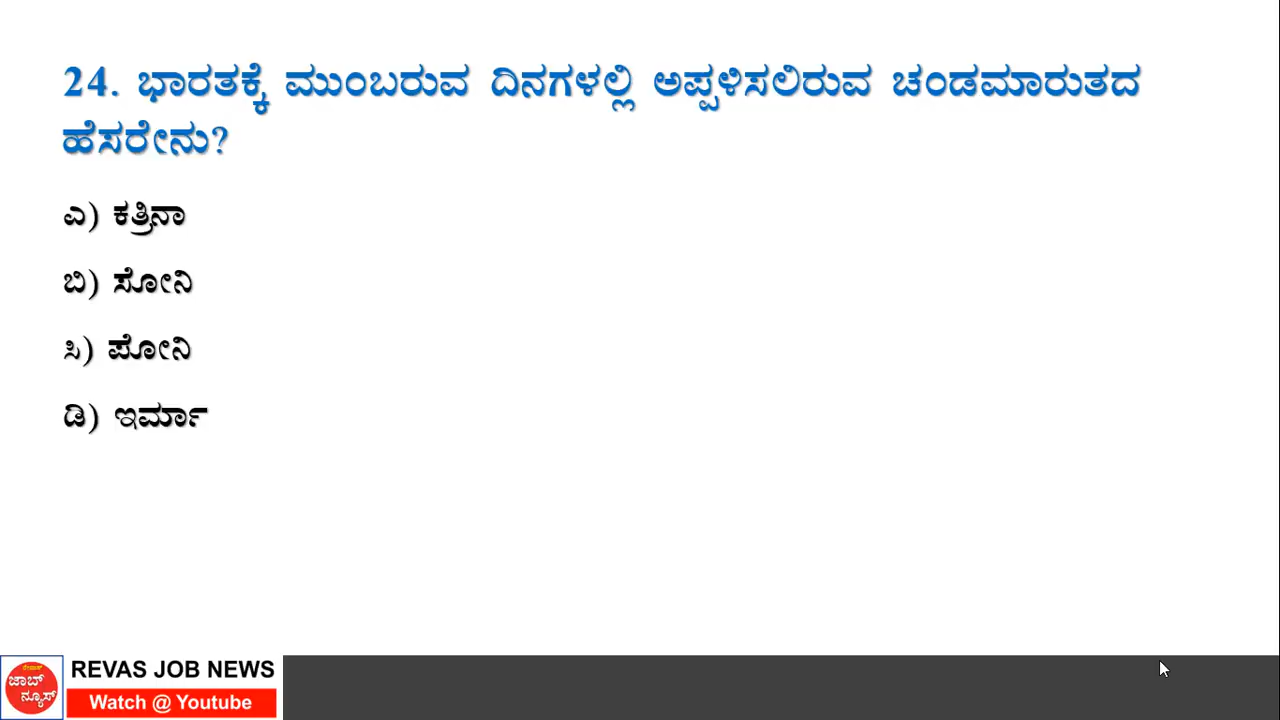 24. ಭಾರತಕ್ಕೆ ಮುಂಬರುವ ದಿನಗಳಲ್ಲಿ ಅಪ್ಪಳಿಸಲಿರುವ ಚಂಡಮಾರುತದ
ಹೆಸರೇನು?
ಎ) ಕತ್ರಿನಾ
ಬಿ) ಸೋನಿ
ಸಿ) ಪೋನಿ
ಡಿ) ಇರ್ಮಾ
ರೇವಾಸ್
ಜಾಬ್
ನ್ಯೂಸ್
REVAS JOB NEWS
Watch @ Youtube